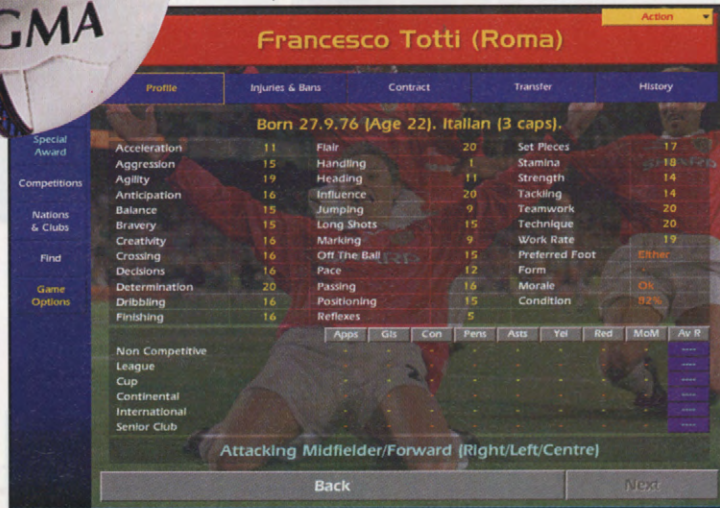 GMA
Action
Francesco Totti (Roma)
Profile Injuries & Bans Contract Transfer History
Born 27.9.76 (Age 22). Italian (3 caps).
Special
Award
Competitions
Nations
& Clubs
Find
Game
Options
Acceleration 11 Flair 20 Set Pieces 17
Aggression 15 Handling 1 Stamina 18
Agility 19 Heading 11 Strength 14
Anticipation 16 Influence 20 Tackling 14
Balance 15 Jumping 9 Teamwork 20
Bravery 15 Long Shots 15 Technique 20
Creativity 16 Marking 9 Work Rate 19
Crossing 16 Off The Ball 15 Preferred Foot Either
Decisions 16 Pace 12 Form -
Determination 20 Passing 16 Morale Ok
Dribbling 16 Positioning 15 Condition 82%
Finishing 16 Reflexes 5
Apps Gls Con Pens Asts Yel Red MoM Av R
Non Competitive - - - - - - - - ----
League - - - - - - - - ----
Cup - - - - - - - - ----
Continental - - - - - - - - ----
International - - - - - - - - ----
Senior Club - - - - - - - - ----
Attacking Midfielder/Forward (Right/Left/Centre)
Back Next